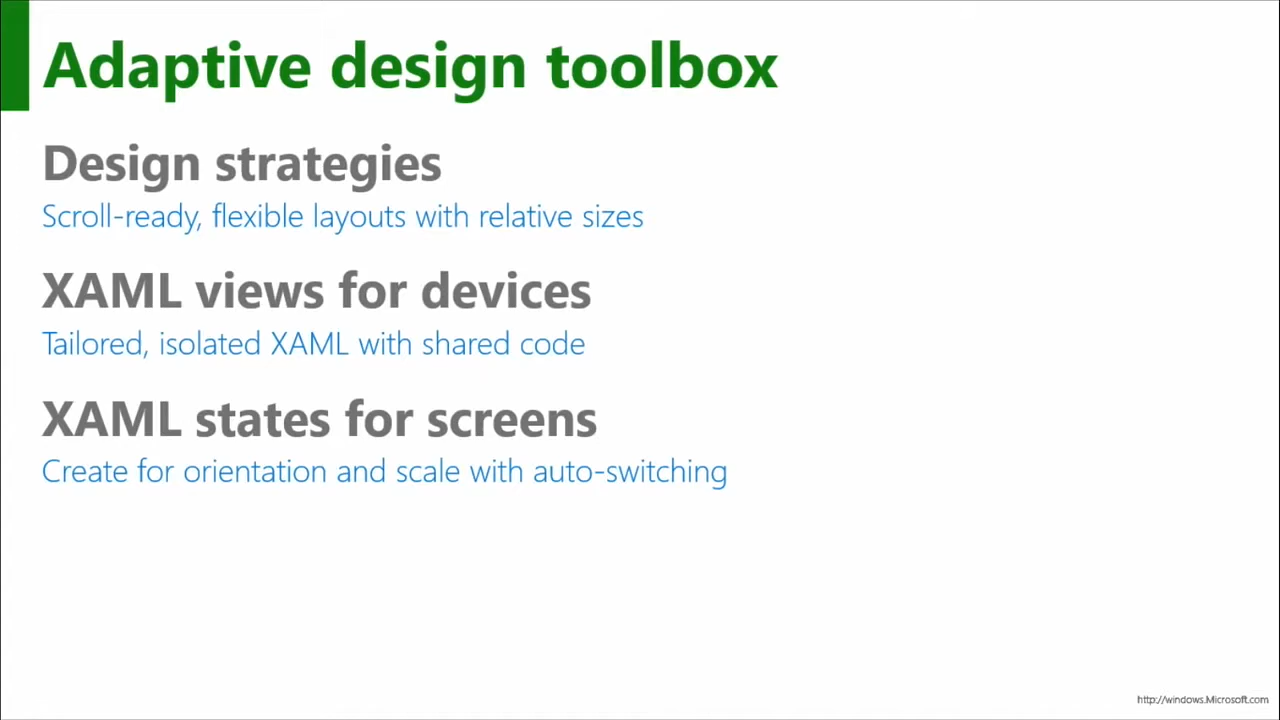 Adaptive design toolbox
Design strategies
Scroll-ready, flexible layouts with relative sizes
XAML views for devices
Tailored, isolated XAML with shared code
XAML states for screens
Create for orientation and scale with auto-switching
http://windows.Microsoft.com